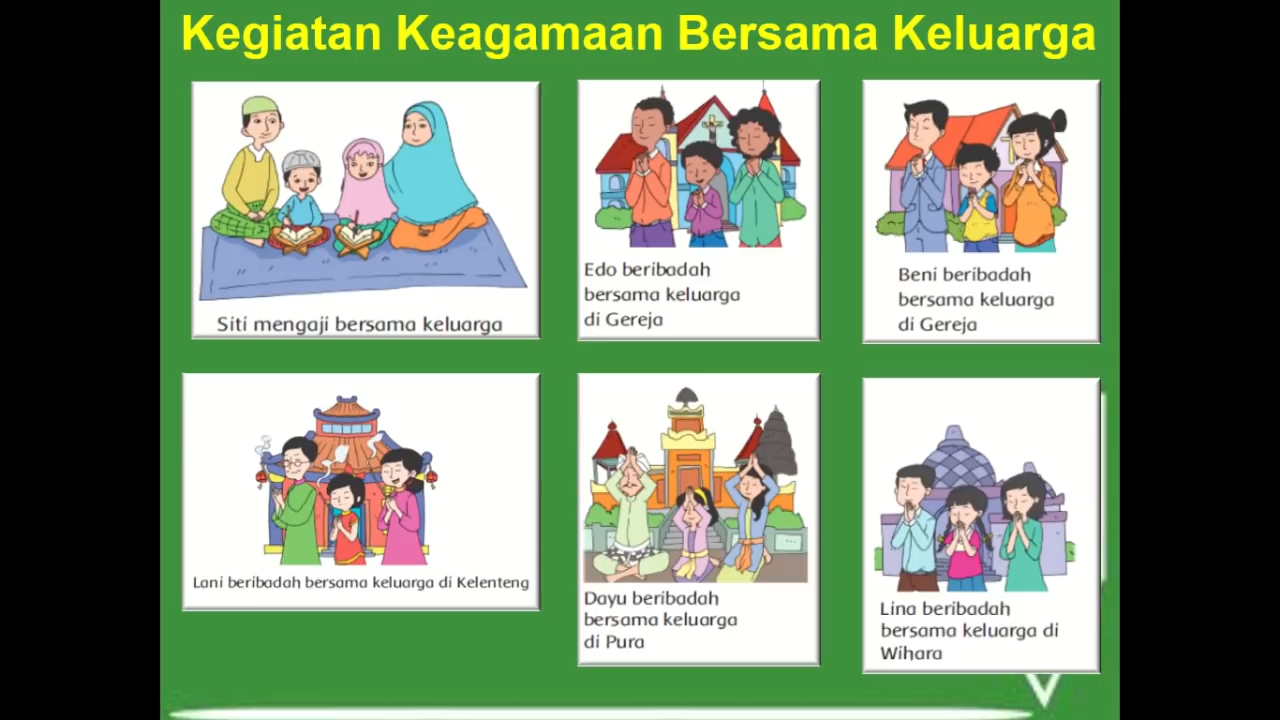 Kegiatan Keagamaan Bersama Keluarga
Siti mengaji bersama keluarga
Edo beribadah
bersama keluarga
di Gereja
Beni beribadah
bersama keluarga
di Gereja
Lani beribadah bersama keluarga di Kelenteng
Dayu beribadah
bersama keluarga
di Pura
Lina beribadah
bersama keluarga di
Wihara